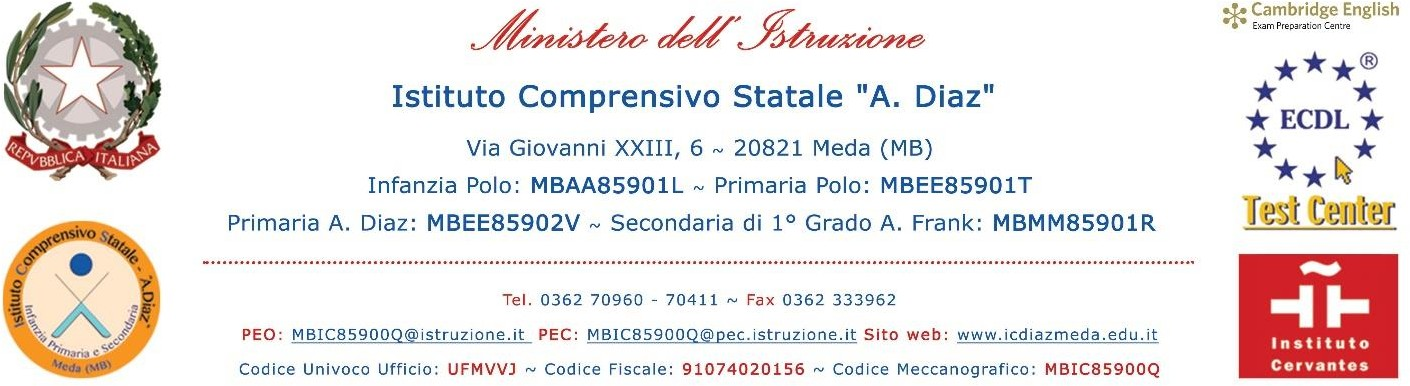 Cambridge English
Exam Preparation Centre
Ministero dell' Istruzione
Istituto Comprensivo Statale "A. Diaz"
Via Giovanni XXIII, 6 ~ 20821 Meda (MB)
Infanzia Polo: MBAA85901L ~ Primaria Polo: MBEE85901T
Primaria A. Diaz: MBEE85902V ~ Secondaria di 1° Grado A. Frank: MBMM85901R
Tel. 0362 70960 - 70411 ~ Fax 0362 333962
PEO: MBIC85900Q@istruzione.it PEC: MBIC85900Q@pec.istruzione.it Sito web: www.icdiazmeda.edu.it
Codice Univoco Ufficio: UFMVVJ ~ Codice Fiscale: 91074020156 ~ Codice Meccanografico: MBIC85900Q
REPVBBLICA ITALIANA
Istituto Comprensivo Statale - "A.Diaz"
Infanzia Primaria e Secondaria
Meda (MB)
®
ECDL
Test Center
Instituto
Cervantes